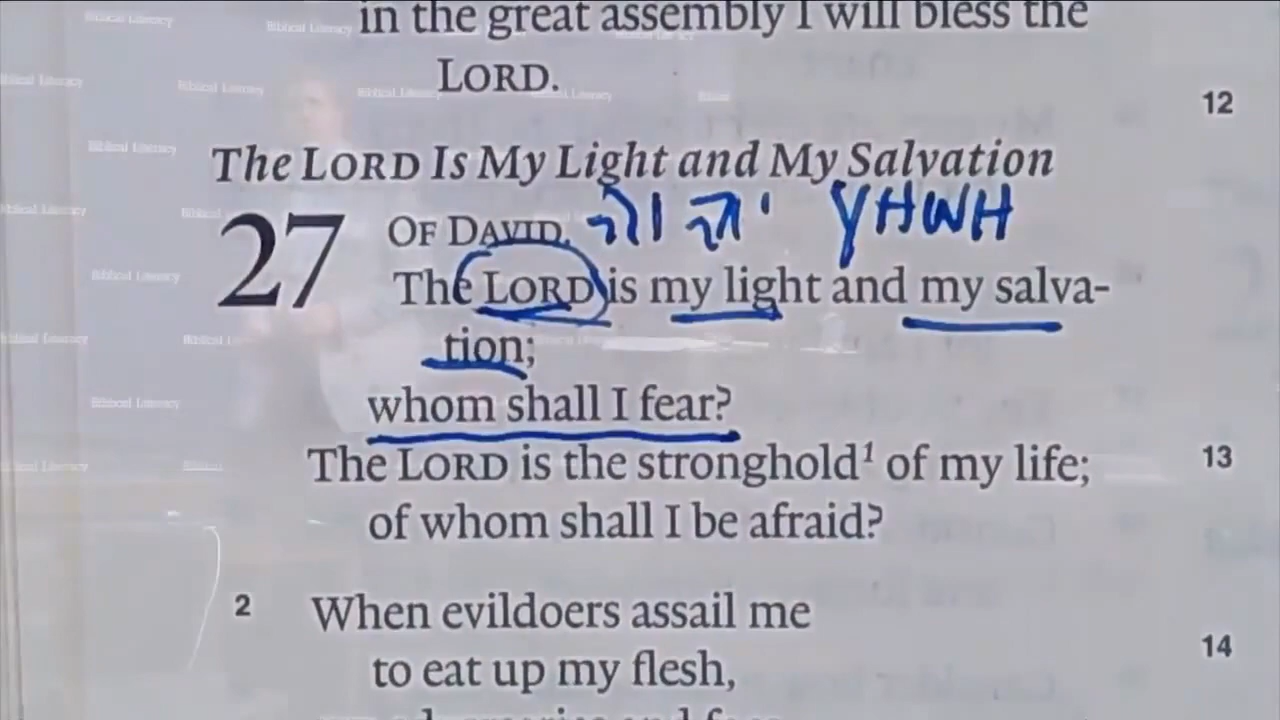 in the great assembly I will bless the
LORD.
12
The LORD Is My Light and My Salvation
27 OF DAVID. יהוה YHWH
The LORD is my light and my salva-
tion;
whom shall I fear?
The LORD is the stronghold¹ of my life; 13
of whom shall I be afraid?
2 When evildoers assail me
14
to eat up my flesh,
Biblical Literacy